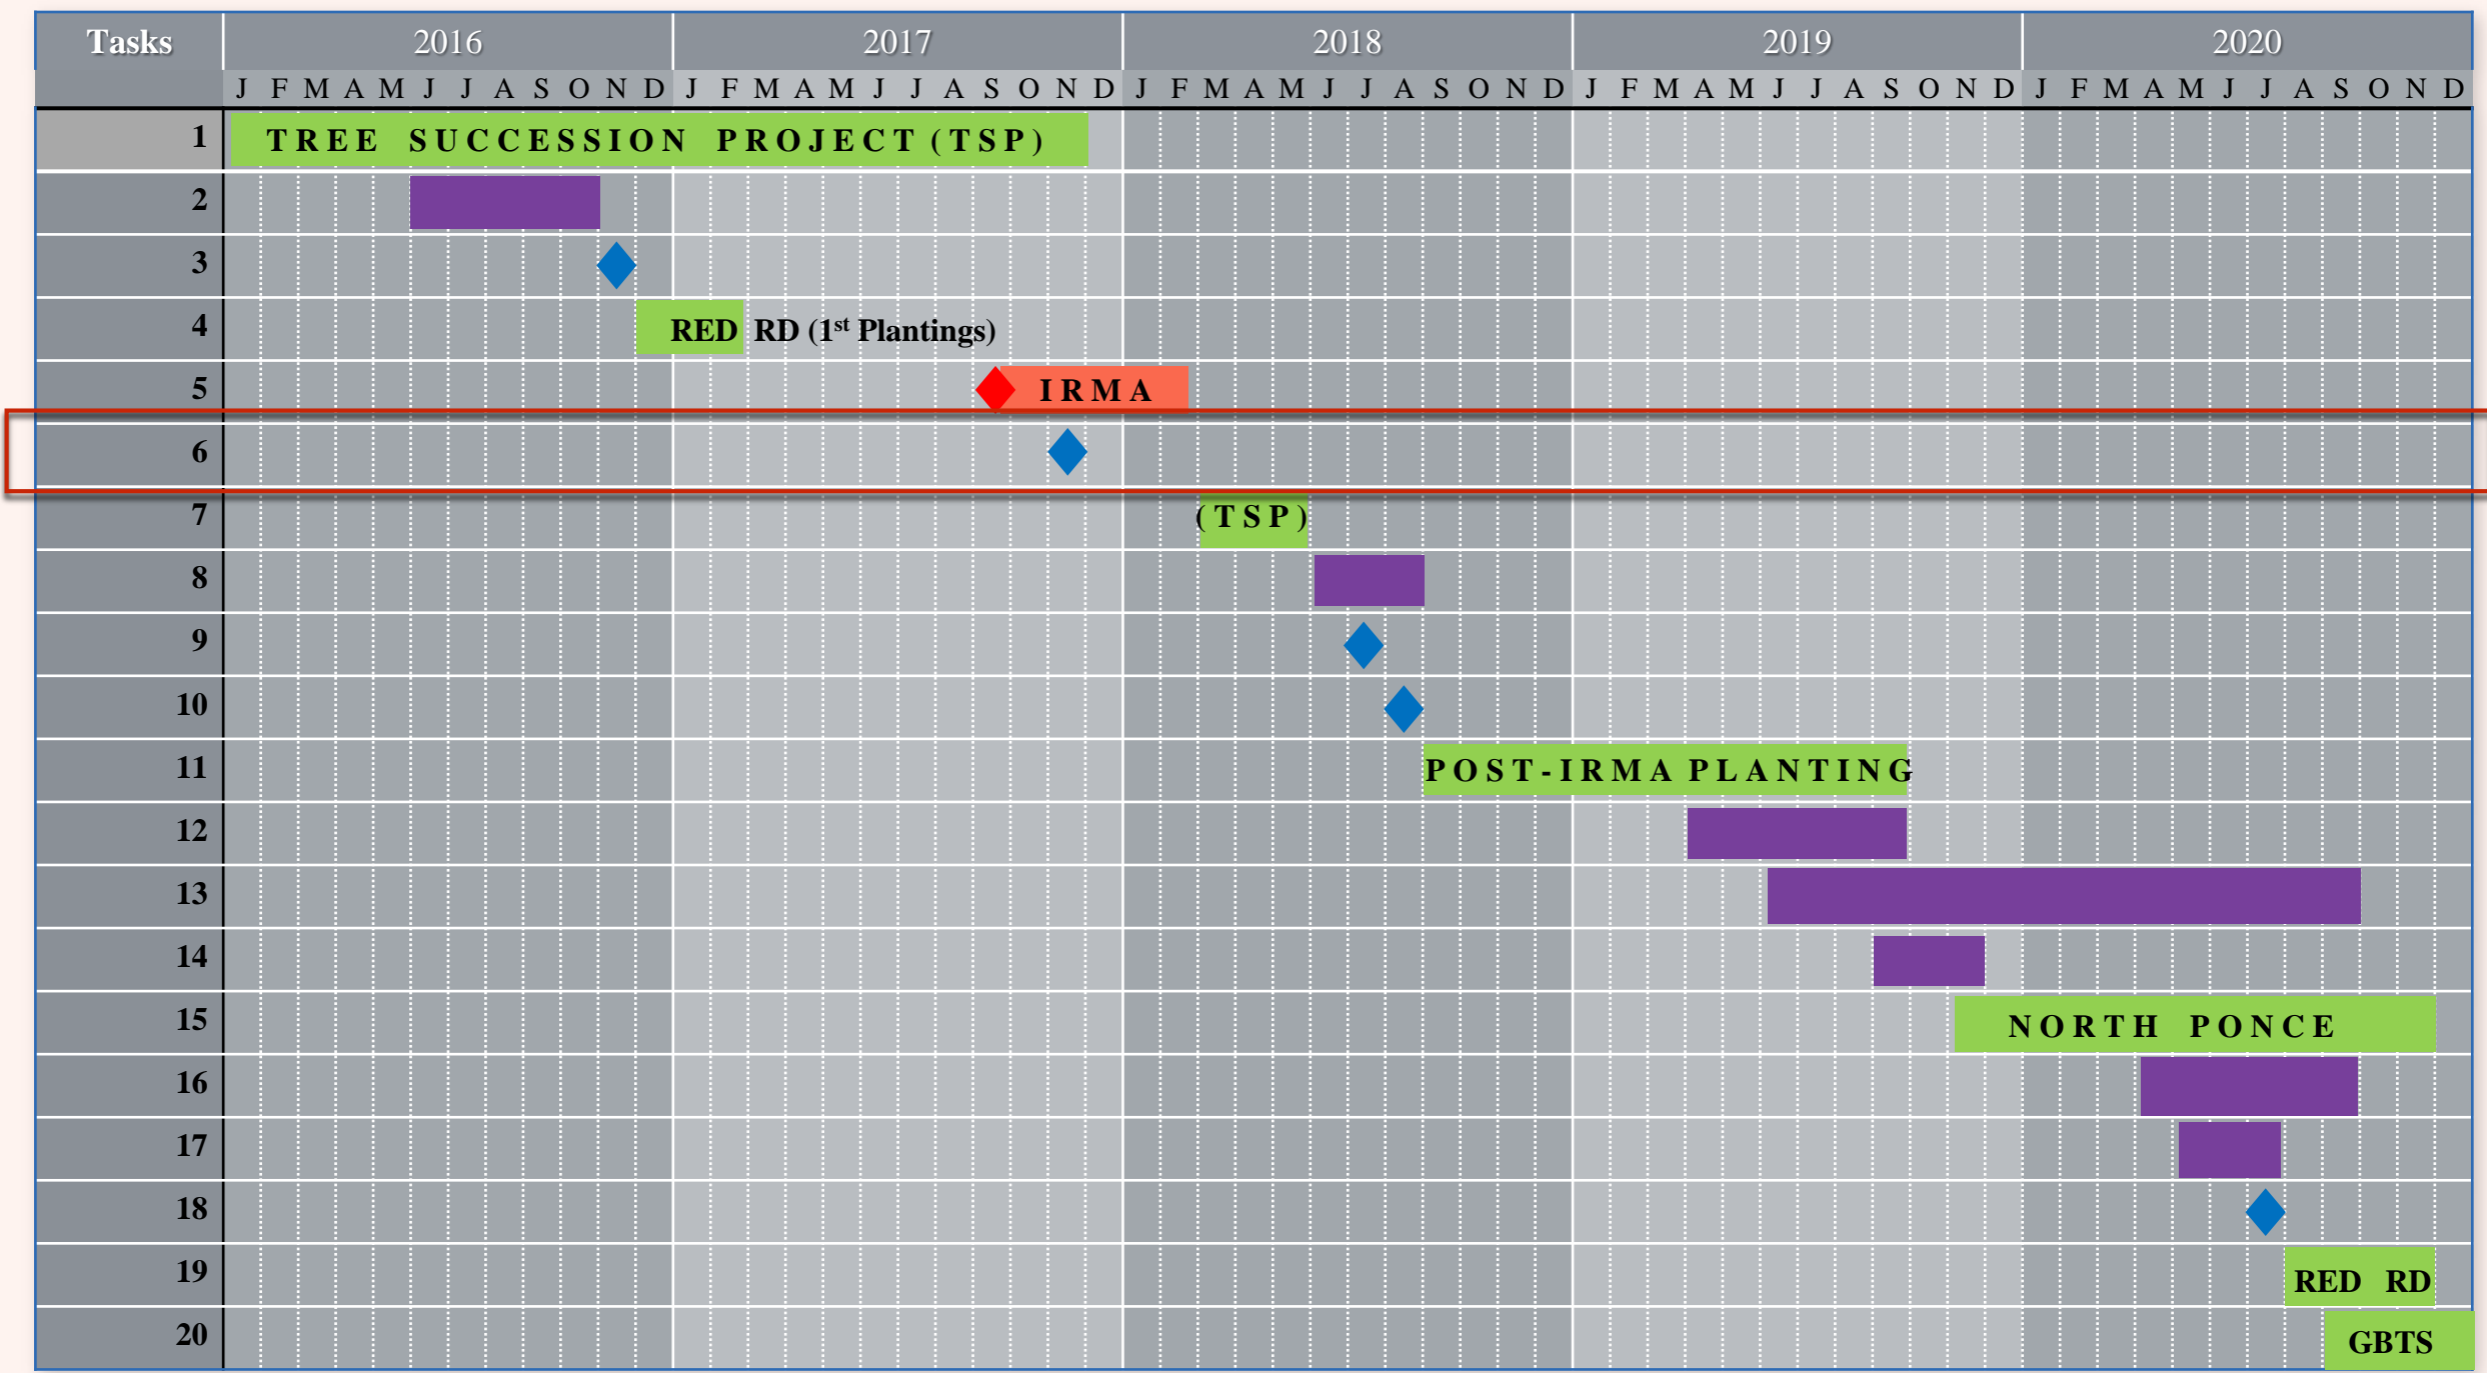 Tasks 2016 2017 2018 2019 2020
J F M A M J J A S O N D J F M A M J J A S O N D J F M A M J J A S O N D J F M A M J J A S O N D J F M A M J J A S O N D
1 TREE SUCCESSION PROJECT (TSP)
2
3
4 RED RD (1st Plantings)
5 IRMA
6
7 (TSP)
8
9
10
11 POST-IRMA PLANTING
12
13
14
15 NORTH PONCE
16
17
18
19 RED RD
20 GBTS